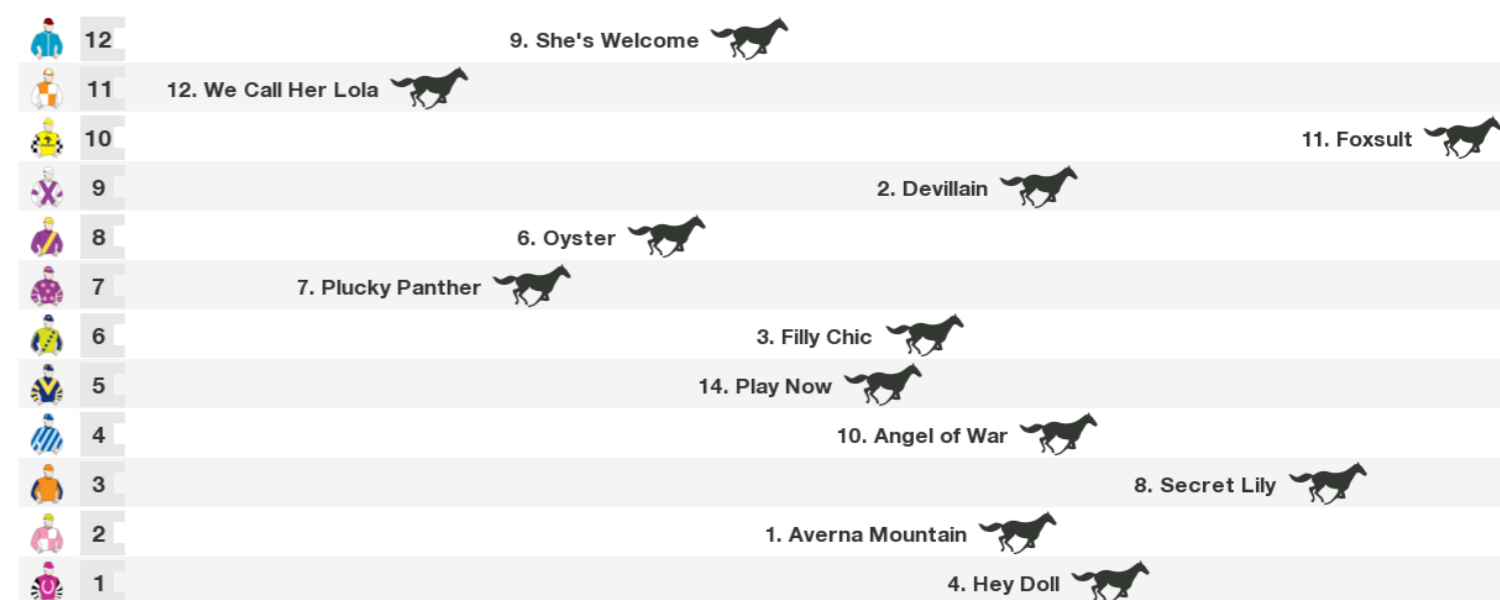 12 9. She's Welcome
11 12. We Call Her Lola
10 11. Foxsult
9 2. Devillain
8 6. Oyster
7 7. Plucky Panther
6 3. Filly Chic
5 14. Play Now
4 10. Angel of War
3 8. Secret Lily
2 1. Averna Mountain
1 4. Hey Doll